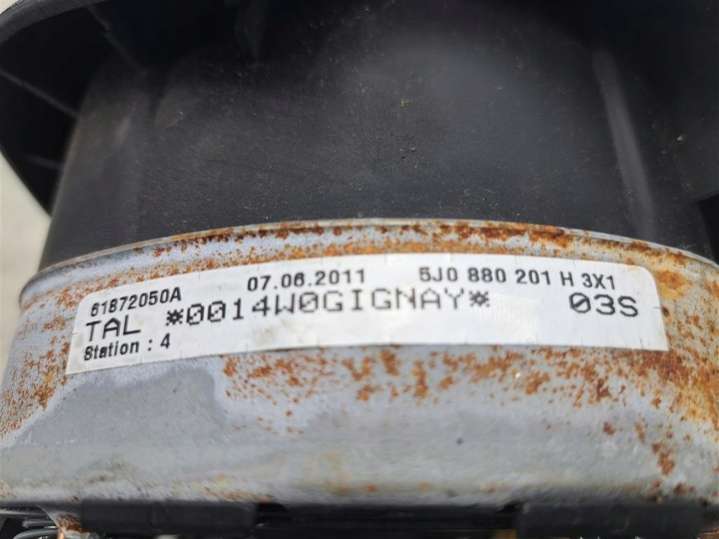 61872050A 07.06.2011 5J0 880 201 H 3X1
TAL *0014W0GIGNAY* 03S
Station : 4